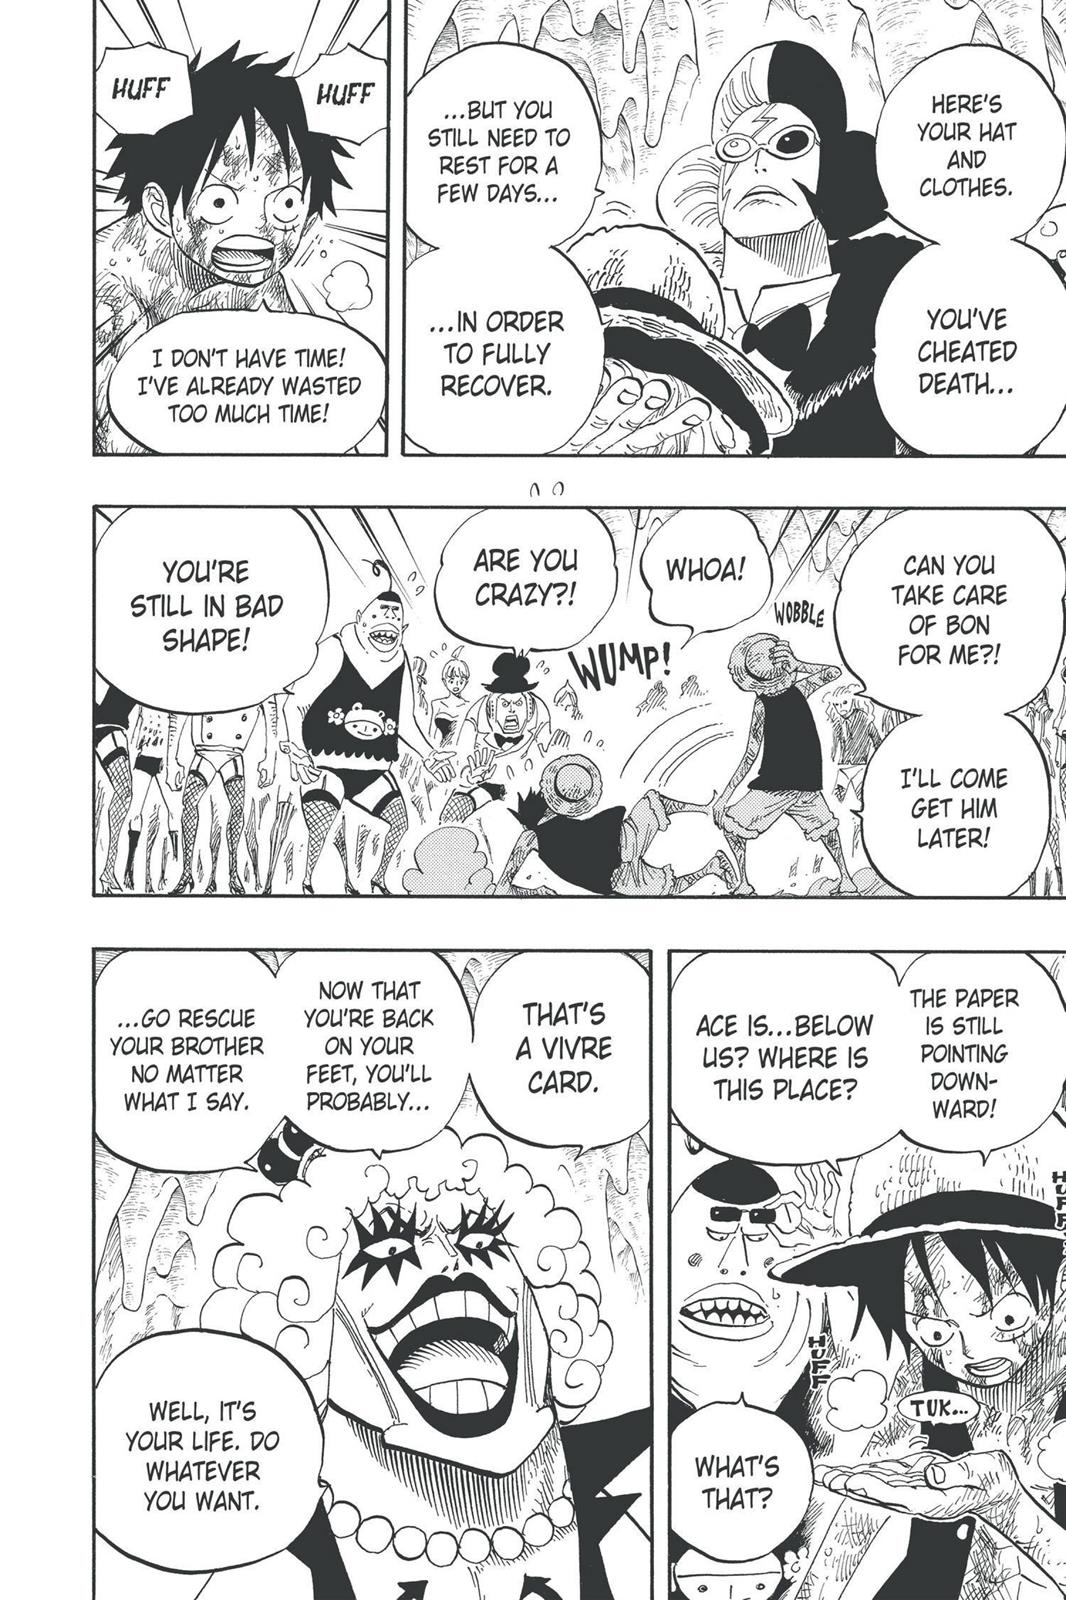 HERE'S
YOUR HAT
AND
CLOTHES.
YOU'VE
CHEATED
DEATH...
...BUT YOU
STILL NEED TO
REST FOR A
FEW DAYS...
...IN ORDER
TO FULLY
RECOVER.
HUFF
HUFF
I DON'T HAVE TIME!
I'VE ALREADY WASTED
TOO MUCH TIME!
CAN YOU
TAKE CARE
OF BON
FOR ME?!
I'LL COME
GET HIM
LATER!
WOBBLE
WHOA!
WUMP!
ARE YOU
CRAZY?!
YOU'RE
STILL IN BAD
SHAPE!
THE PAPER
IS STILL
POINTING
DOWN-
WARD!
ACE IS...BELOW
US? WHERE IS
THIS PLACE?
HUFF
HUFF
TUK...
WHAT'S
THAT?
THAT'S
A VIVRE
CARD.
NOW THAT
YOU'RE BACK
ON YOUR
FEET, YOU'LL
PROBABLY...
...GO RESCUE
YOUR BROTHER
NO MATTER
WHAT I SAY.
WELL, IT'S
YOUR LIFE. DO
WHATEVER
YOU WANT.